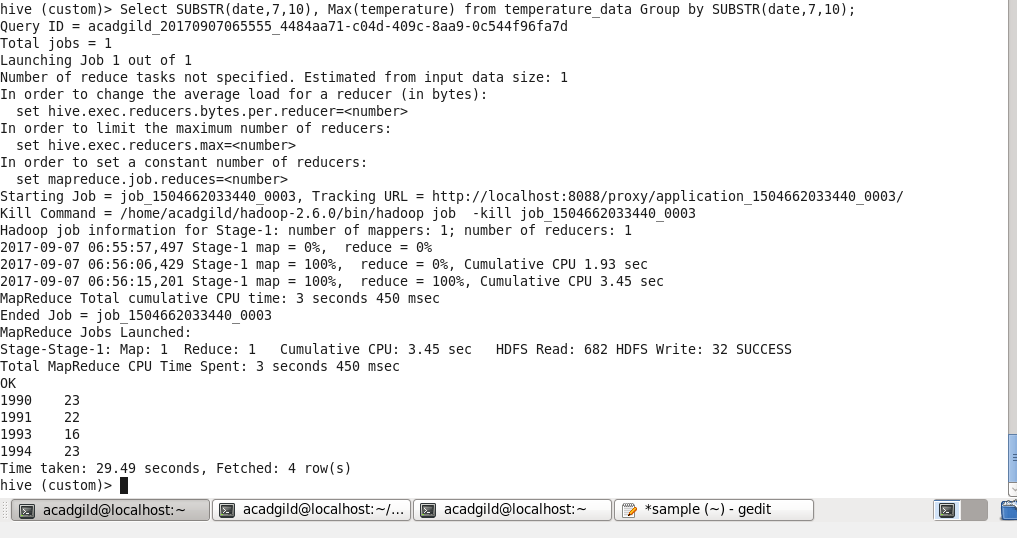 hive (custom)> Select SUBSTR(date,7,10), Max(temperature) from temperature_data Group by SUBSTR(date,7,10);
Query ID = acadgild_20170907065555_4484aa71-c04d-409c-8aa9-0c544f96fa7d
Total jobs = 1
Launching Job 1 out of 1
Number of reduce tasks not specified. Estimated from input data size: 1
In order to change the average load for a reducer (in bytes):
  set hive.exec.reducers.bytes.per.reducer=<number>
In order to limit the maximum number of reducers:
  set hive.exec.reducers.max=<number>
In order to set a constant number of reducers:
  set mapreduce.job.reduces=<number>
Starting Job = job_1504662033440_0003, Tracking URL = http://localhost:8088/proxy/application_1504662033440_0003/
Kill Command = /home/acadgild/hadoop-2.6.0/bin/hadoop job  -kill job_1504662033440_0003
Hadoop job information for Stage-1: number of mappers: 1; number of reducers: 1
2017-09-07 06:55:57,497 Stage-1 map = 0%,  reduce = 0%
2017-09-07 06:56:06,429 Stage-1 map = 100%,  reduce = 0%, Cumulative CPU 1.93 sec
2017-09-07 06:56:15,201 Stage-1 map = 100%,  reduce = 100%, Cumulative CPU 3.45 sec
MapReduce Total cumulative CPU time: 3 seconds 450 msec
Ended Job = job_1504662033440_0003
MapReduce Jobs Launched:
Stage-Stage-1: Map: 1  Reduce: 1   Cumulative CPU: 3.45 sec   HDFS Read: 682 HDFS Write: 32 SUCCESS
Total MapReduce CPU Time Spent: 3 seconds 450 msec
OK
1990    23
1991    22
1993    16
1994    23
Time taken: 29.49 seconds, Fetched: 4 row(s)
hive (custom)>
acadgild@localhost:~ acadgild@localhost:~/... acadgild@localhost:~ *sample (~) - gedit